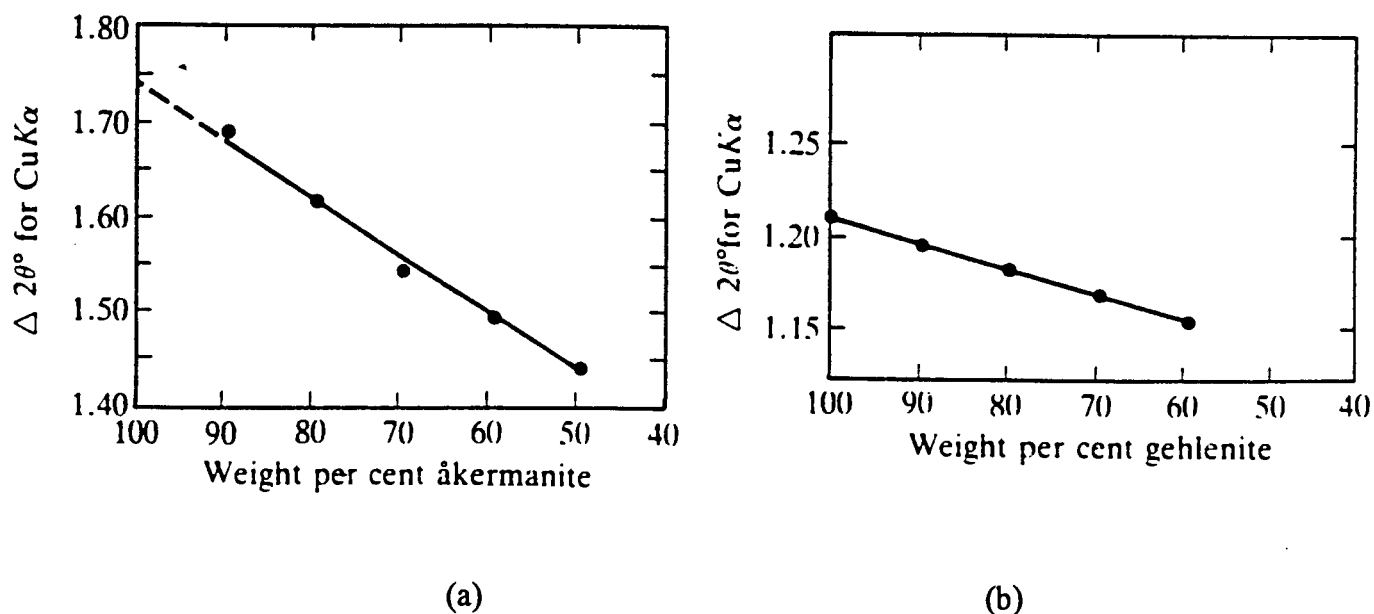 1.80
1.70
1.60
1.50
1.40
Δ 2θ° for CuKα
100 90 80 70 60 50 40
Weight per cent åkermanite
(a)
1.25
1.20
1.15
Δ 2θ° for CuKα
100 90 80 70 60 50 40
Weight per cent gehlenite
(b)